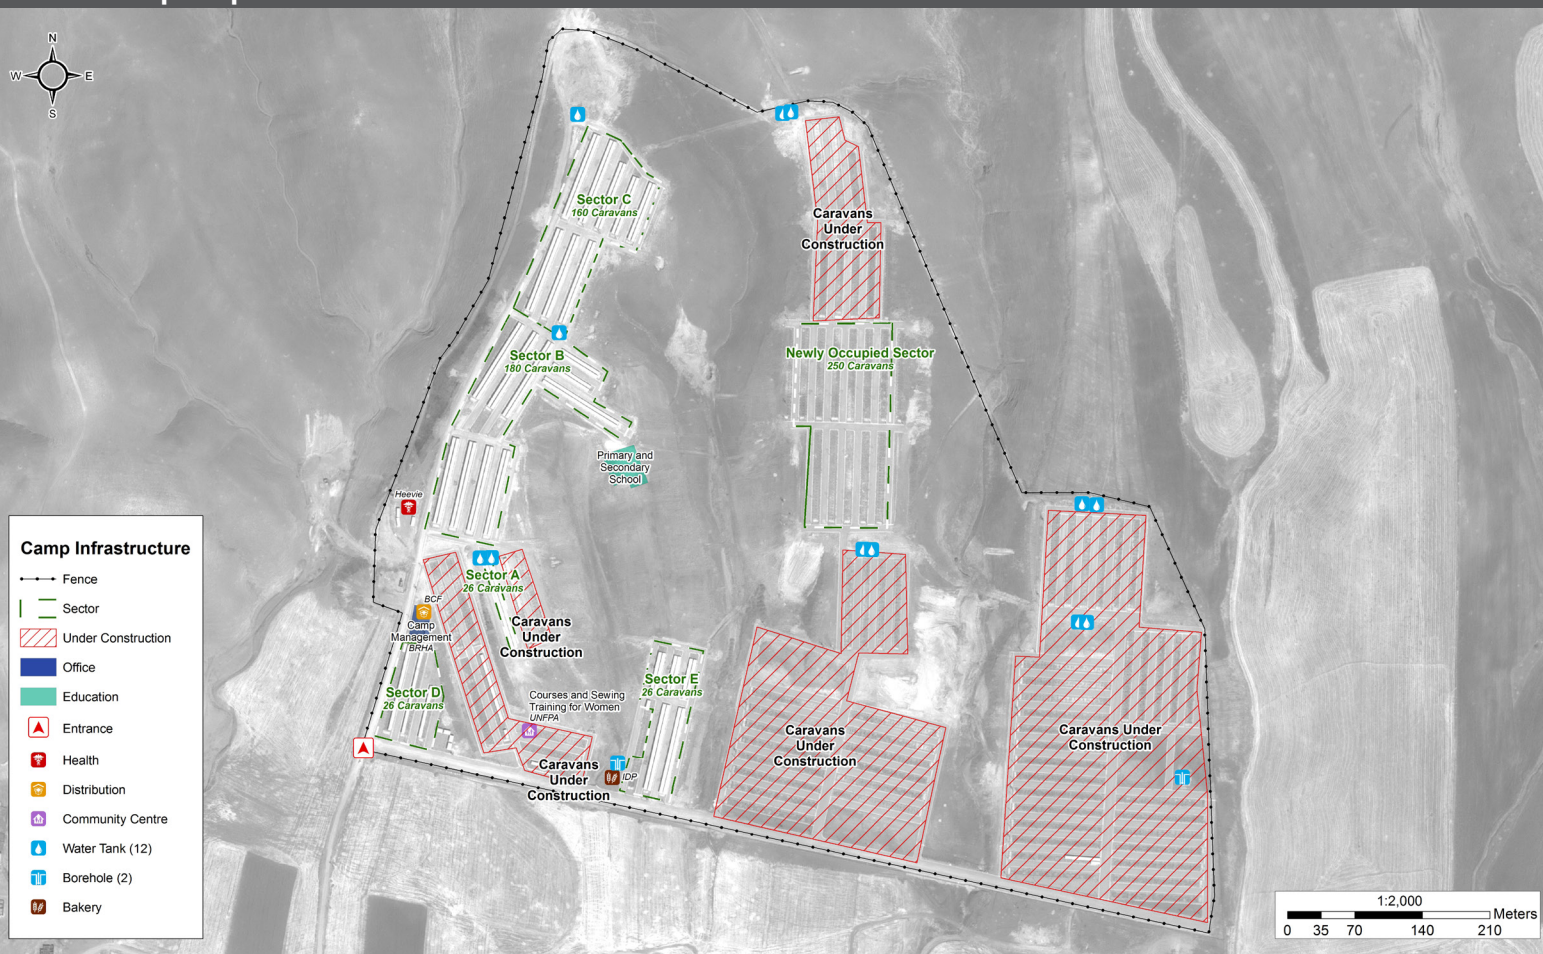 N
W E
S
Sector C
160 Caravans
Caravans
Under
Construction
Sector B
180 Caravans
Newly Occupied Sector
250 Caravans
Primary and
Secondary
School
Heevie
Sector A
26 Caravans
BCF
Camp
Management
BRHA
Caravans
Under
Construction
Sector D
26 Caravans
Sector E
26 Caravans
Courses and Sewing
Training for Women
UNFPA
Caravans
Under
Construction
IDP
Caravans
Under
Construction
Caravans Under
Construction
Camp Infrastructure
Fence
Sector
Under Construction
Office
Education
Entrance
Health
Distribution
Community Centre
Water Tank (12)
Borehole (2)
Bakery
1:2,000
Meters
0 35 70 140 210